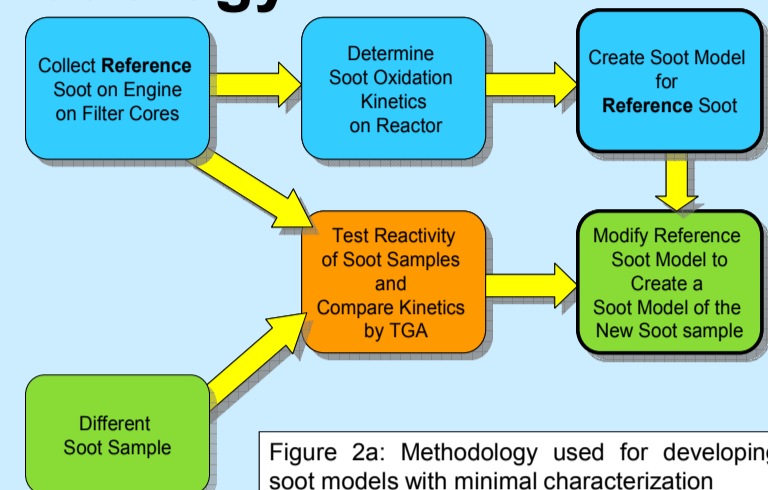 Collect Reference
Soot on Engine
on Filter Cores
Determine
Soot Oxidation
Kinetics
on Reactor
Create Soot Model
for
Reference Soot
Test Reactivity
of Soot Samples
and
Compare Kinetics
by TGA
Modify Reference
Soot Model to
Create a
Soot Model of the
New Soot sample
Different
Soot Sample
Figure 2a: Methodology used for developing
soot models with minimal characterization